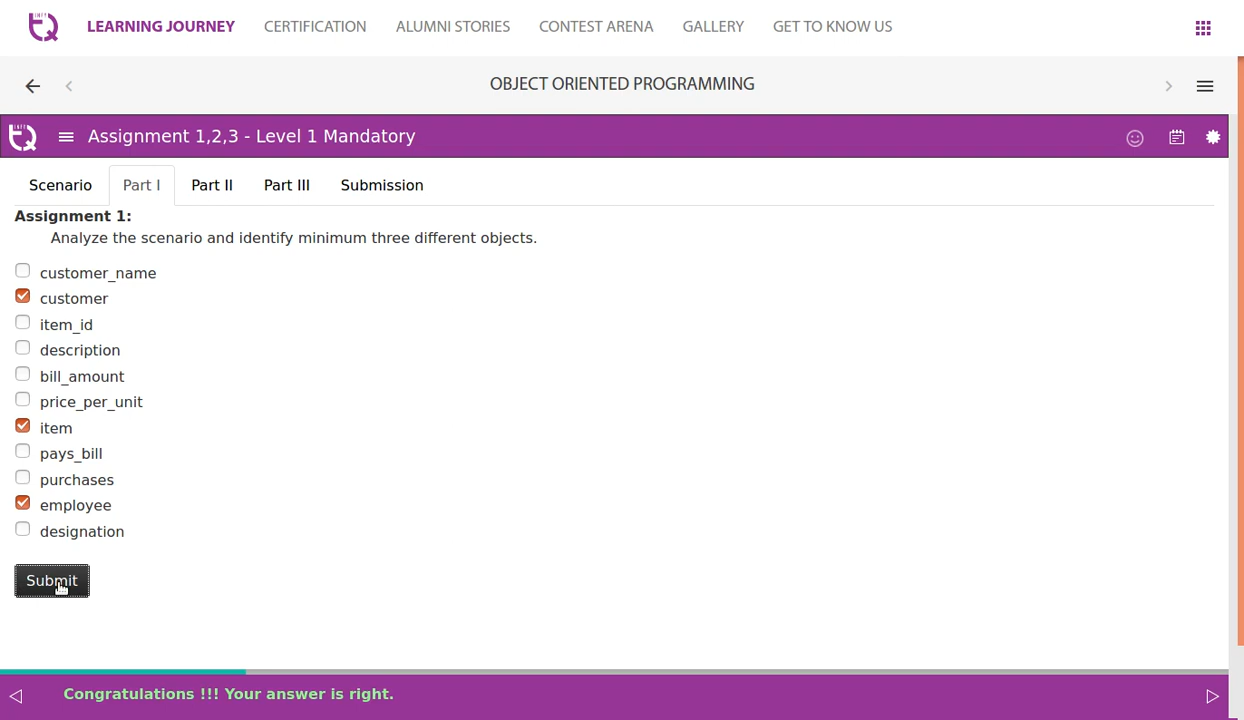 LEARNING JOURNEY CERTIFICATION ALUMNI STORIES CONTEST ARENA GALLERY GET TO KNOW US
OBJECT ORIENTED PROGRAMMING
Assignment 1,2,3 - Level 1 Mandatory
Scenario Part I Part II Part III Submission
Assignment 1:
Analyze the scenario and identify minimum three different objects.
customer_name
customer
item_id
description
bill_amount
price_per_unit
item
pays_bill
purchases
employee
designation
Submit
Congratulations !!! Your answer is right.